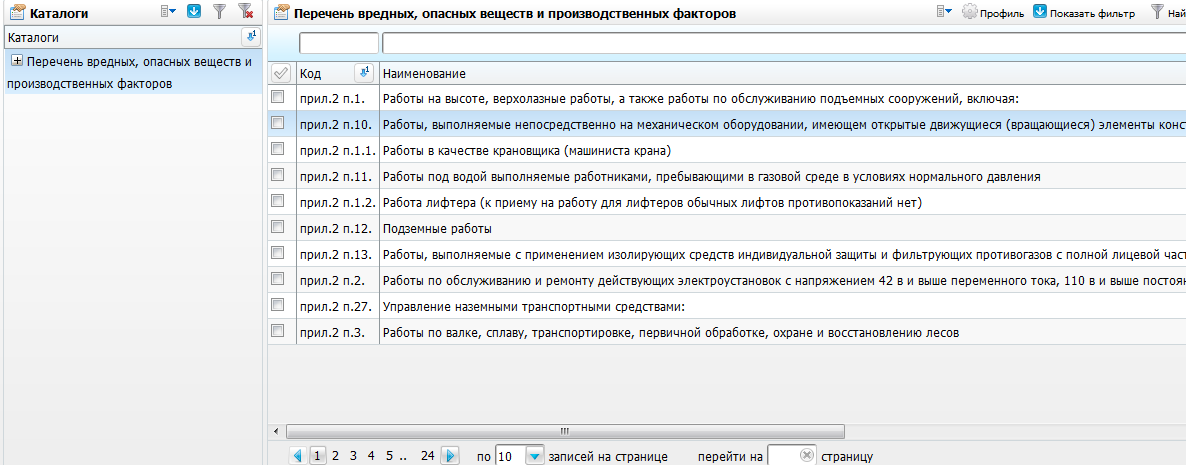 Каталоги
Каталоги
Перечень вредных, опасных веществ и
производственных факторов
Перечень вредных, опасных веществ и производственных факторов
Профиль Показать фильтр Най
Код Наименование
прил.2 п.1. Работы на высоте, верхолазные работы, а также работы по обслуживанию подъемных сооружений, включая:
прил.2 п.10. Работы, выполняемые непосредственно на механическом оборудовании, имеющем открытые движущиеся (вращающиеся) элементы конст
прил.2 п.1.1. Работы в качестве крановщика (машиниста крана)
прил.2 п.11. Работы под водой выполняемые работниками, пребывающими в газовой среде в условиях нормального давления
прил.2 п.1.2. Работа лифтера (к приему на работу для лифтеров обычных лифтов противопоказаний нет)
прил.2 п.12. Подземные работы
прил.2 п.13. Работы, выполняемые с применением изолирующих средств индивидуальной защиты и фильтрующих противогазов с полной лицевой част
прил.2 п.2. Работы по обслуживанию и ремонту действующих электроустановок с напряжением 42 в и выше переменного тока, 110 в и выше постоян
прил.2 п.27. Управление наземными транспортными средствами:
прил.2 п.3. Работы по валке, сплаву, транспортировке, первичной обработке, охране и восстановлению лесов
1 2 3 4 5 .. 24 по 10 записей на странице перейти на страницу